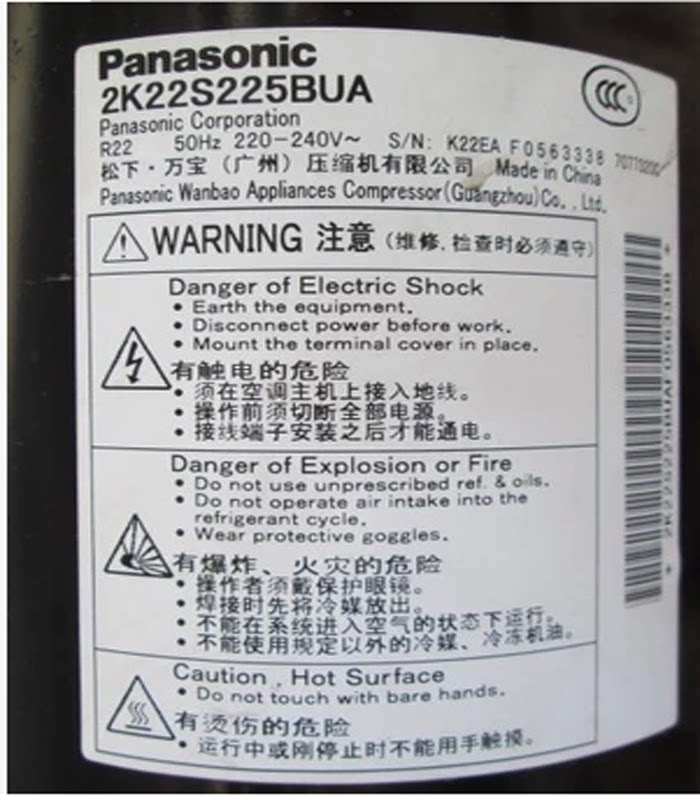 Panasonic
2K22S225BUA
Panasonic Corporation
R22 50Hz 220-240V~ S/N: K22EA F0563338
松下·万宝（广州）压缩机有限公司 Made in China
Panasonic Wanbao Appliances Compressor(Guangzhou)Co., Ltd.
WARNING 注意（维修,检查时必须遵守）
Danger of Electric Shock
• Earth the equipment.
• Disconnect power before work.
• Mount the terminal cover in place.
有触电的危险
• 须在空调主机上接入地线。
• 操作前须切断全部电源。
• 接线端子安装之后才能通电。
Danger of Explosion or Fire
• Do not use unprescribed ref. & oils.
• Do not operate air intake into the
refrigerant cycle.
• Wear protective goggles.
有爆炸、火灾的危险
• 操作者须戴保护眼镜。
• 焊接时先将冷媒放出。
• 不能在系统进入空气的状态下运行。
• 不能使用规定以外的冷媒、冷冻机油。
Caution , Hot Surface
• Do not touch with bare hands.
有烫伤的危险
• 运行中或刚停止时不能用手触摸。
* 2K22S225BUAF0563338 *